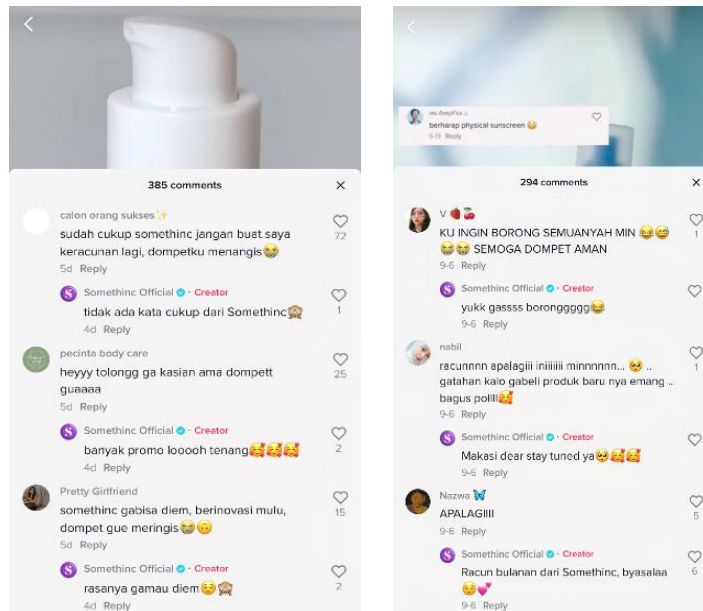 385 comments
calon orang sukses✨
sudah cukup somethinc jangan buat saya
keracunan lagi, dompetku menangis😭
72
5d Reply
Somethinc Official · Creator
tidak ada kata cukup dari Somethinc🙈
1
4d Reply
pecinta body care
heyyy tolongg ga kasian ama dompett
guaaaa
25
5d Reply
Somethinc Official · Creator
banyak promo looooh tenang🥰🥰🥰
2
4d Reply
Pretty Girlfriend
somethinc gabisa diem, berinovasi mulu,
dompet gue meringis😭🙃
15
5d Reply
Somethinc Official · Creator
rasanya gamau diem😌🙈
2
4d Reply
berharap physical sunscreen
6-13 Reply
294 comments
V🍓🍒
KU INGIN BORONG SEMUANYAH MIN😂😅
😭😭 SEMOGA DOMPET AMAN
1
9-6 Reply
Somethinc Official · Creator
yukk gassss boronggggg😂
9-6 Reply
nabil
racunnnn apalagiii iniiiiiii minnnnnn... 🥺 ..
gatahan kalo gabeli produk baru nya emang ..
bagus pollll🥰
1
9-6 Reply
Somethinc Official · Creator
Makasi dear stay tuned ya🥺🥰🥰
9-6 Reply
Nazwa🦋
APALAGIIII
5
9-6 Reply
Somethinc Official · Creator
Racun bulanan dari Somethinc, byasalaa
☺️💕
6
9-6 Reply